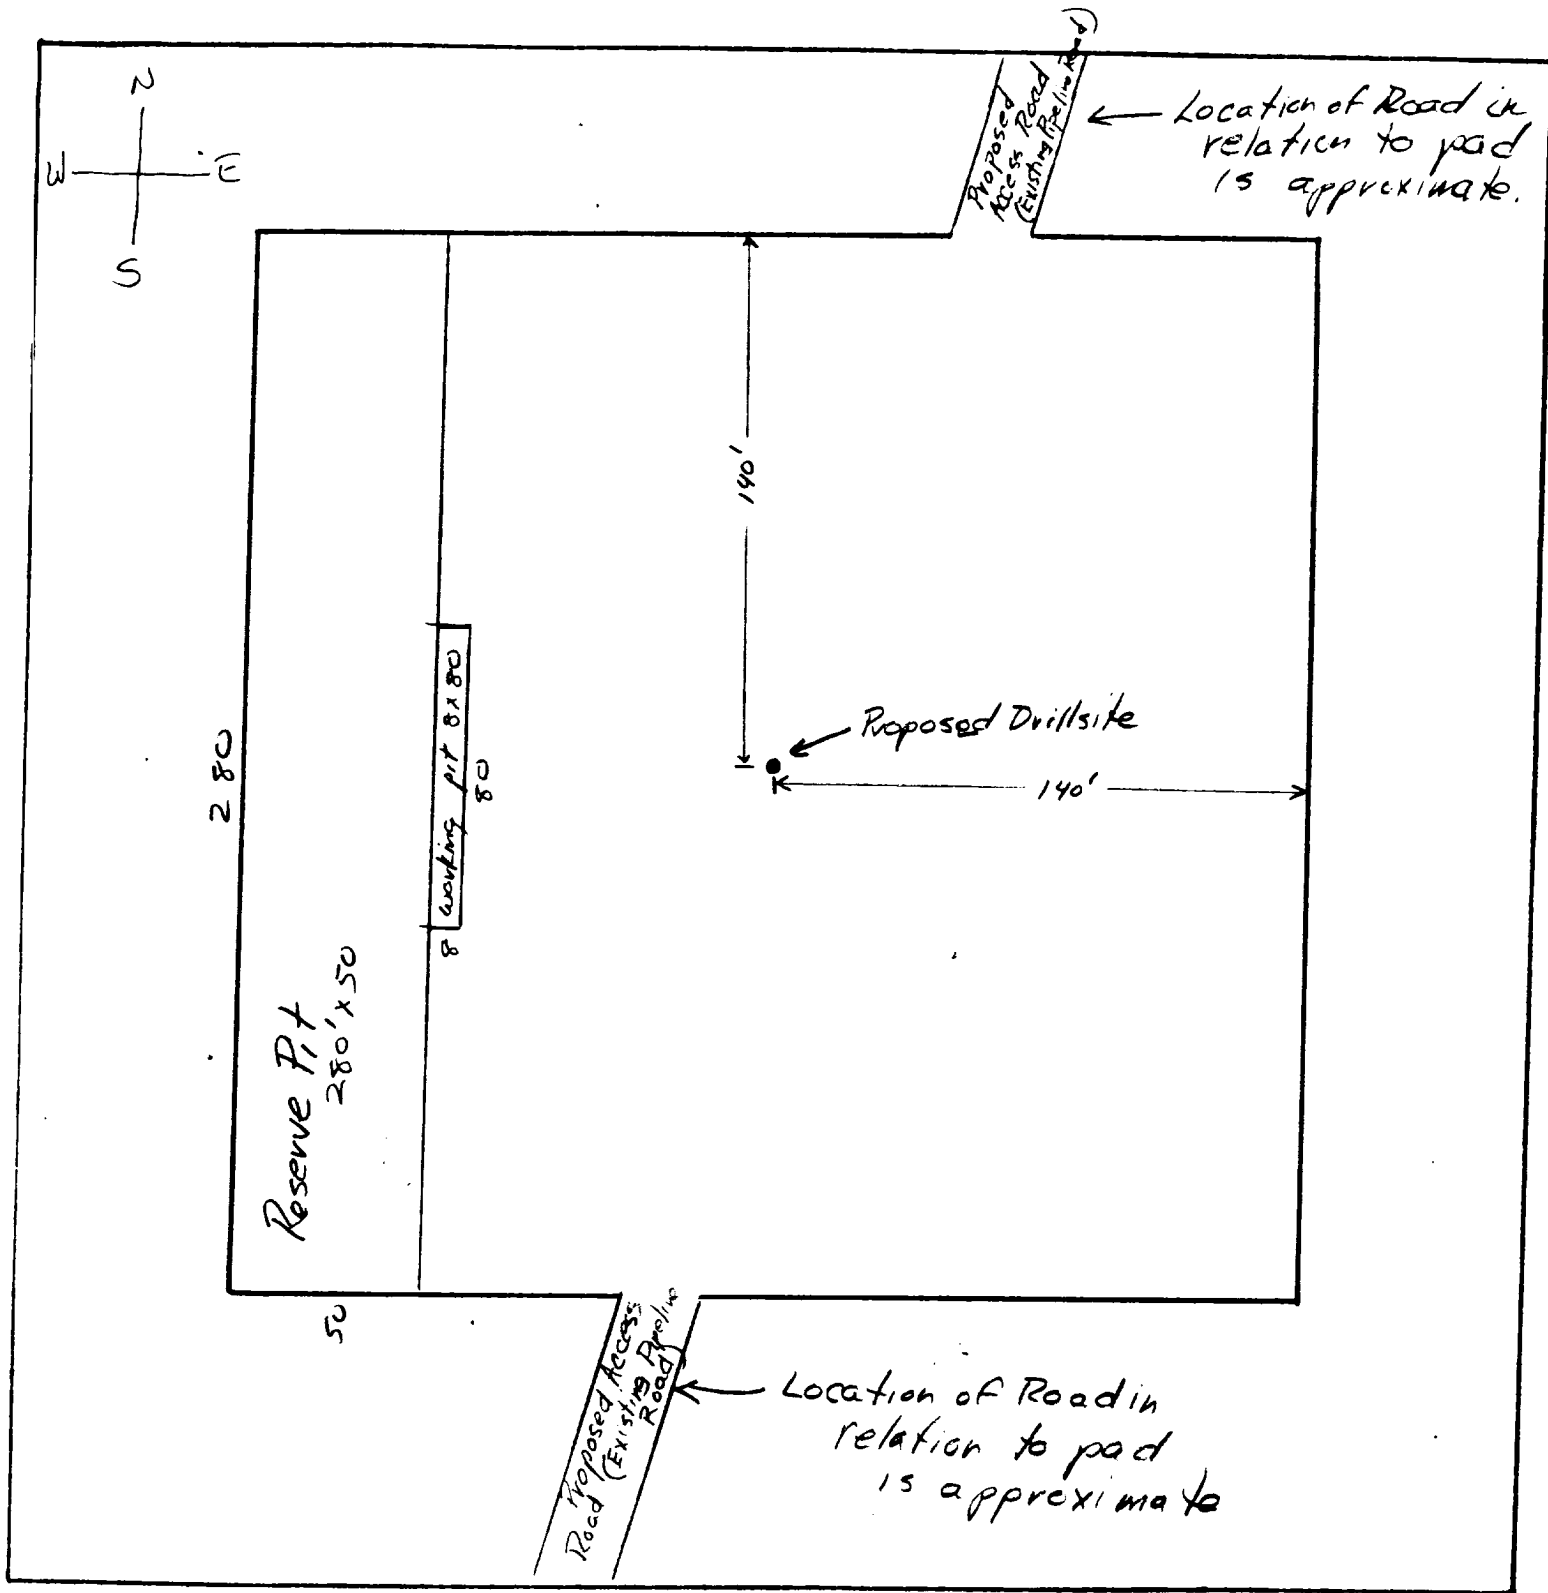 N
W E
S
Proposed
Access Road
(Existing Pipeline Road)
Location of Road in
relation to pad
is approximate.
140'
280
working pit 8x80
80
8
Proposed Drillsite
140'
Reserve Pit
280' x 50
50
Proposed Access
Road (Existing Pipeline
Road)
Location of Road in
relation to pad
is approximate